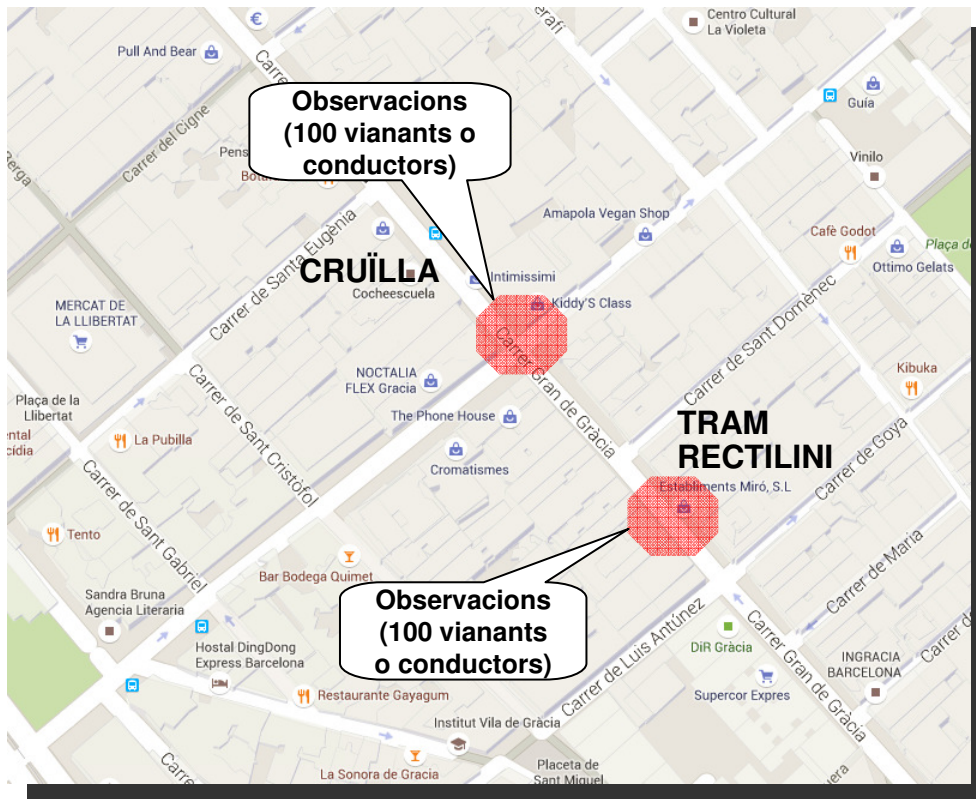 Centro Cultural
La Violeta
€
Pull And Bear
Guía
Observacions
(100 vianants o
conductors)
Carrer del Cigne
Vinilo
Amapola Vegan Shop
Cafè Godot
Ottimo Gelats
Carrer de Santa Eugènia
CRUÏLLA
Cocheescuela
Intimissimi
Kiddy'S Class
MERCAT DE
LA LLIBERTAT
Carrer Gran de Gràcia
Carrer de Sant Domènec
NOCTALIA
FLEX Gracia
Kibuka
Plaça de la
Llibertat
Carrer de Sant Cristòfol
The Phone House
TRAM
RECTILINI
La Pubilla
Cromatismes
Establiments Miró, S.L
Carrer de Goya
Carrer de Sant Gabriel
Tento
Bar Bodega Quimet
Carrer de Maria
Sandra Bruna
Agencia Literaria
Observacions
(100 vianants
o conductors)
Hostal DingDong
Express Barcelona
Carrer de Luis Antúnez
DiR Gràcia
Carrer Gran de Gràcia
INGRACIA
BARCELONA
Supercor Expres
Restaurante Gayagum
Institut Vila de Gràcia
La Sonora de Gracia
Placeta de
Sant Miquel